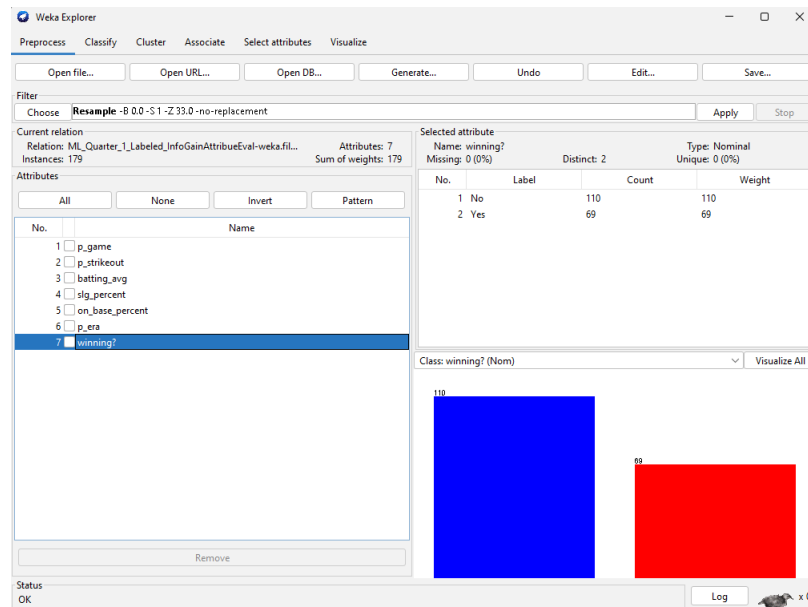 Weka Explorer
Preprocess Classify Cluster Associate Select attributes Visualize
Open file... Open URL... Open DB... Generate... Undo Edit... Save...
Filter
Choose Resample -B 0.0 -S 1 -Z 33.0 -no-replacement Apply Stop
Current relation
Relation: ML_Quarter_1_Labeled_InfoGainAttribueEval-weka.fil... Attributes: 7
Instances: 179 Sum of weights: 179
Attributes
All None Invert Pattern
No. Name
1 p_game
2 p_strikeout
3 batting_avg
4 slg_percent
5 on_base_percent
6 p_era
7 winning?
Remove
Selected attribute
Name: winning? Type: Nominal
Missing: 0 (0%) Distinct: 2 Unique: 0 (0%)
No. Label Count Weight
1 No 110 110
2 Yes 69 69
Class: winning? (Nom) Visualize All
110
69
Status
OK
Log
x